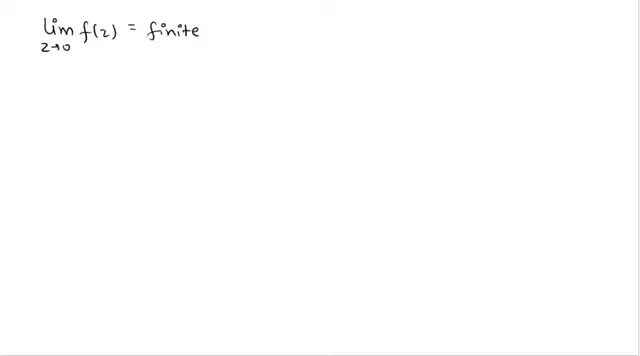 lim f(z) = finite
z→0